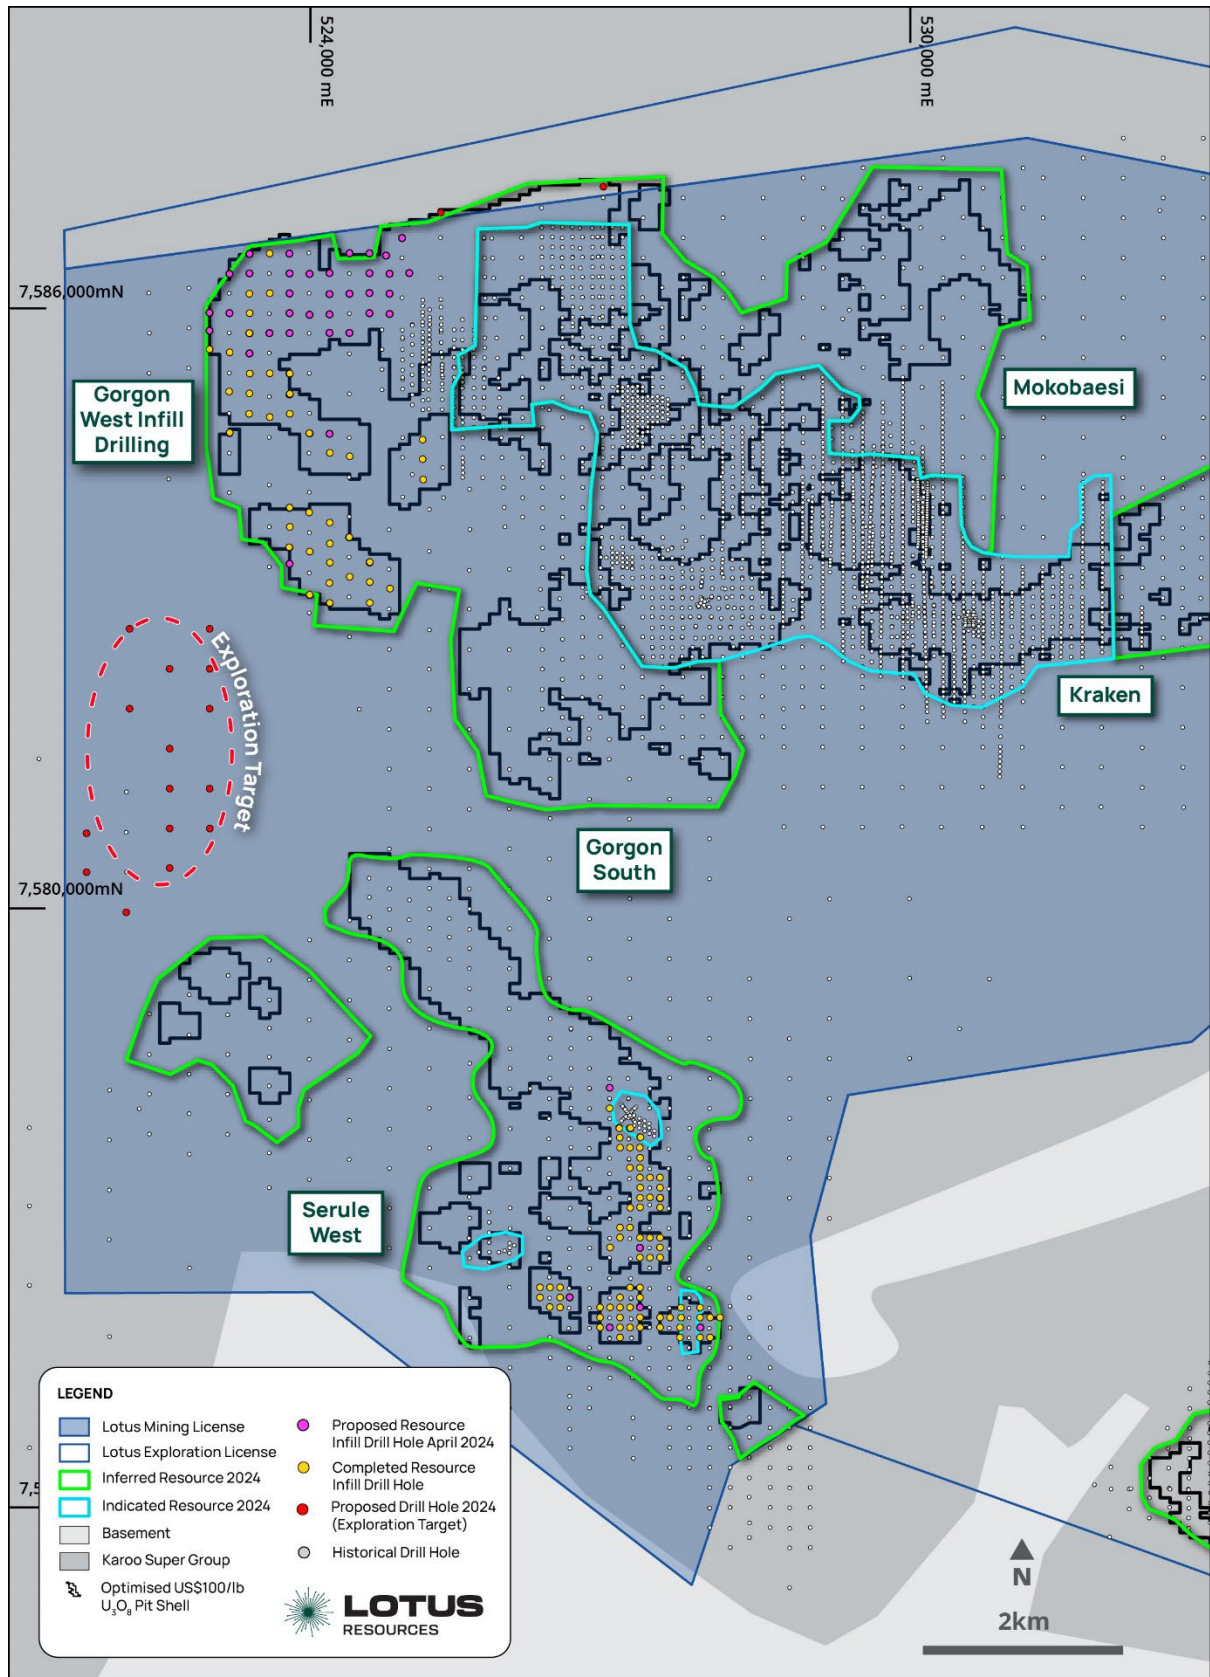 524,000 mE
530,000 mE
7,586,000mN
Gorgon
West Infill
Drilling
Mokobaesi
Kraken
Exploration Target
Gorgon
South
7,580,000mN
Serule
West
7,5
LEGEND
Lotus Mining License
Lotus Exploration License
Inferred Resource 2024
Indicated Resource 2024
Basement
Karoo Super Group
Optimised US$100/lb
U₃O₈ Pit Shell
Proposed Resource
Infill Drill Hole April 2024
Completed Resource
Infill Drill Hole
Proposed Drill Hole 2024
(Exploration Target)
Historical Drill Hole
LOTUS
RESOURCES
N
2km